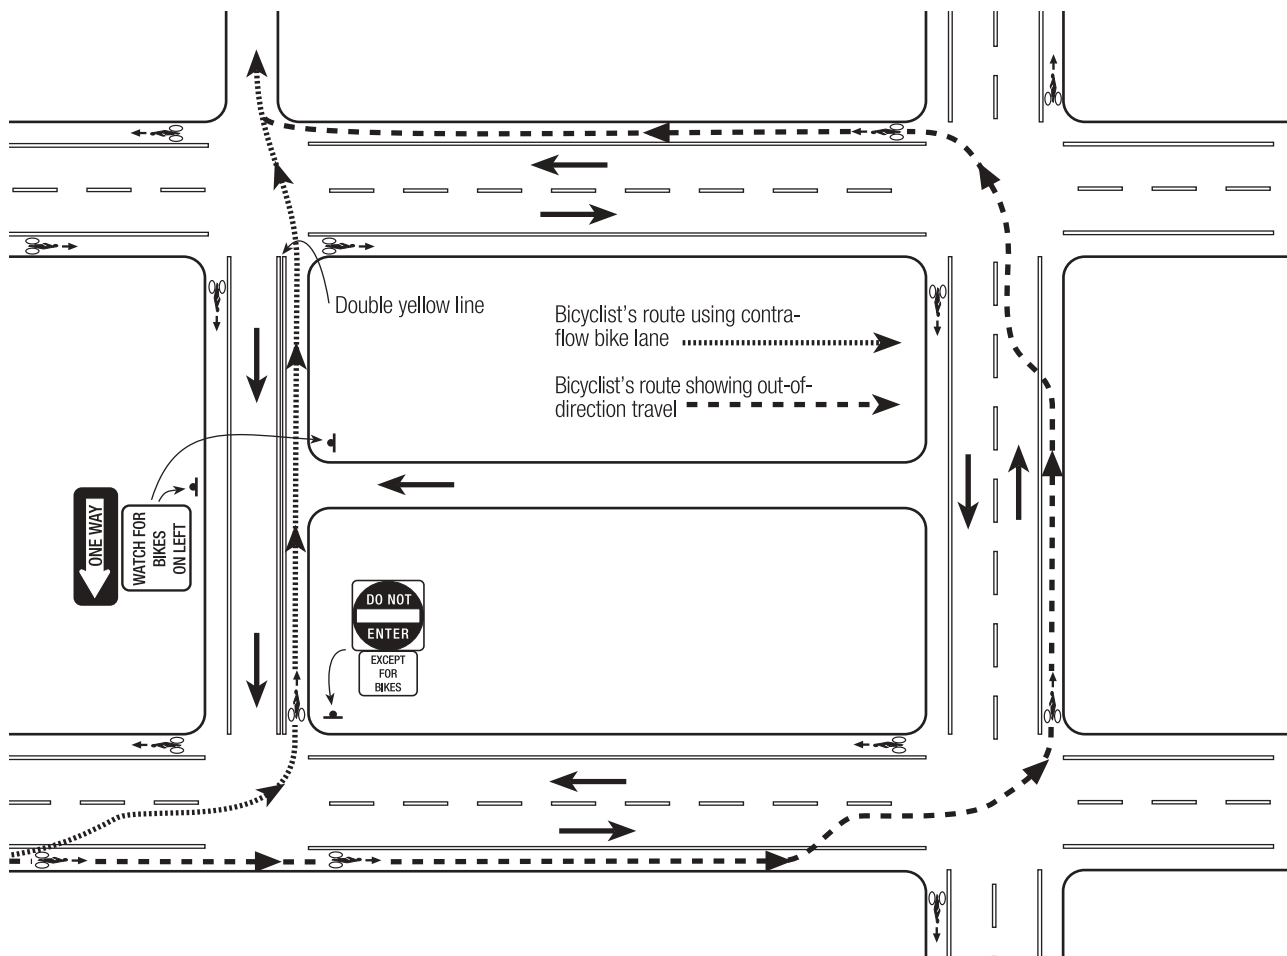 Double yellow line
Bicyclist's route using contra-
flow bike lane
Bicyclist's route showing out-of-
direction travel
ONE WAY
WATCH FOR
BIKES
ON LEFT
DO NOT
ENTER
EXCEPT
FOR
BIKES